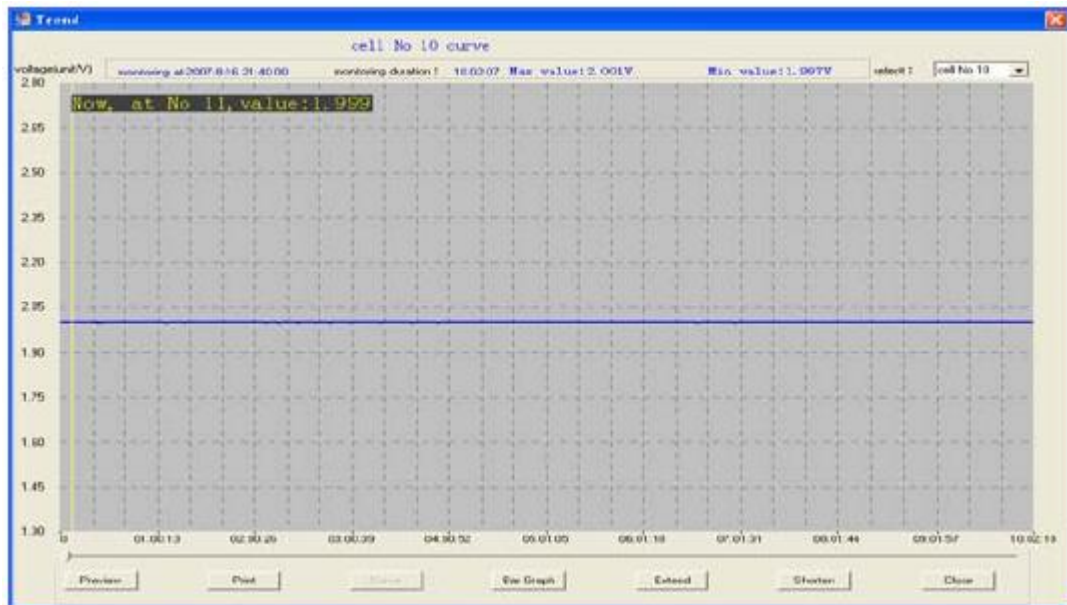 Trend
cell No 10 curve
voltage(unit:V) monitoring at:2007-8-16 21:40:00 monitoring duration: Max value:2.001V Min value:1.997V select: cell No 10
2.80
Now, at No 11,value:1.999
2.65
2.50
2.35
2.20
2.05
1.90
1.75
1.60
1.45
1.30
0 01:00:13 02:00:26 03:00:39 04:00:52 05:01:05 06:01:18 07:01:31 08:01:44 09:01:57 10:02:10
Preview Print Bar Graph Extend Shorten Close